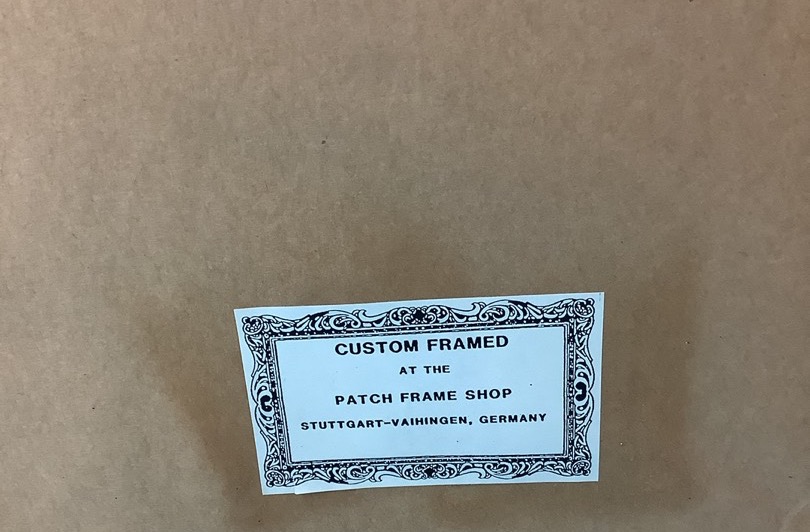 CUSTOM FRAMED
AT THE
PATCH FRAME SHOP
STUTTGART-VAIHINGEN, GERMANY